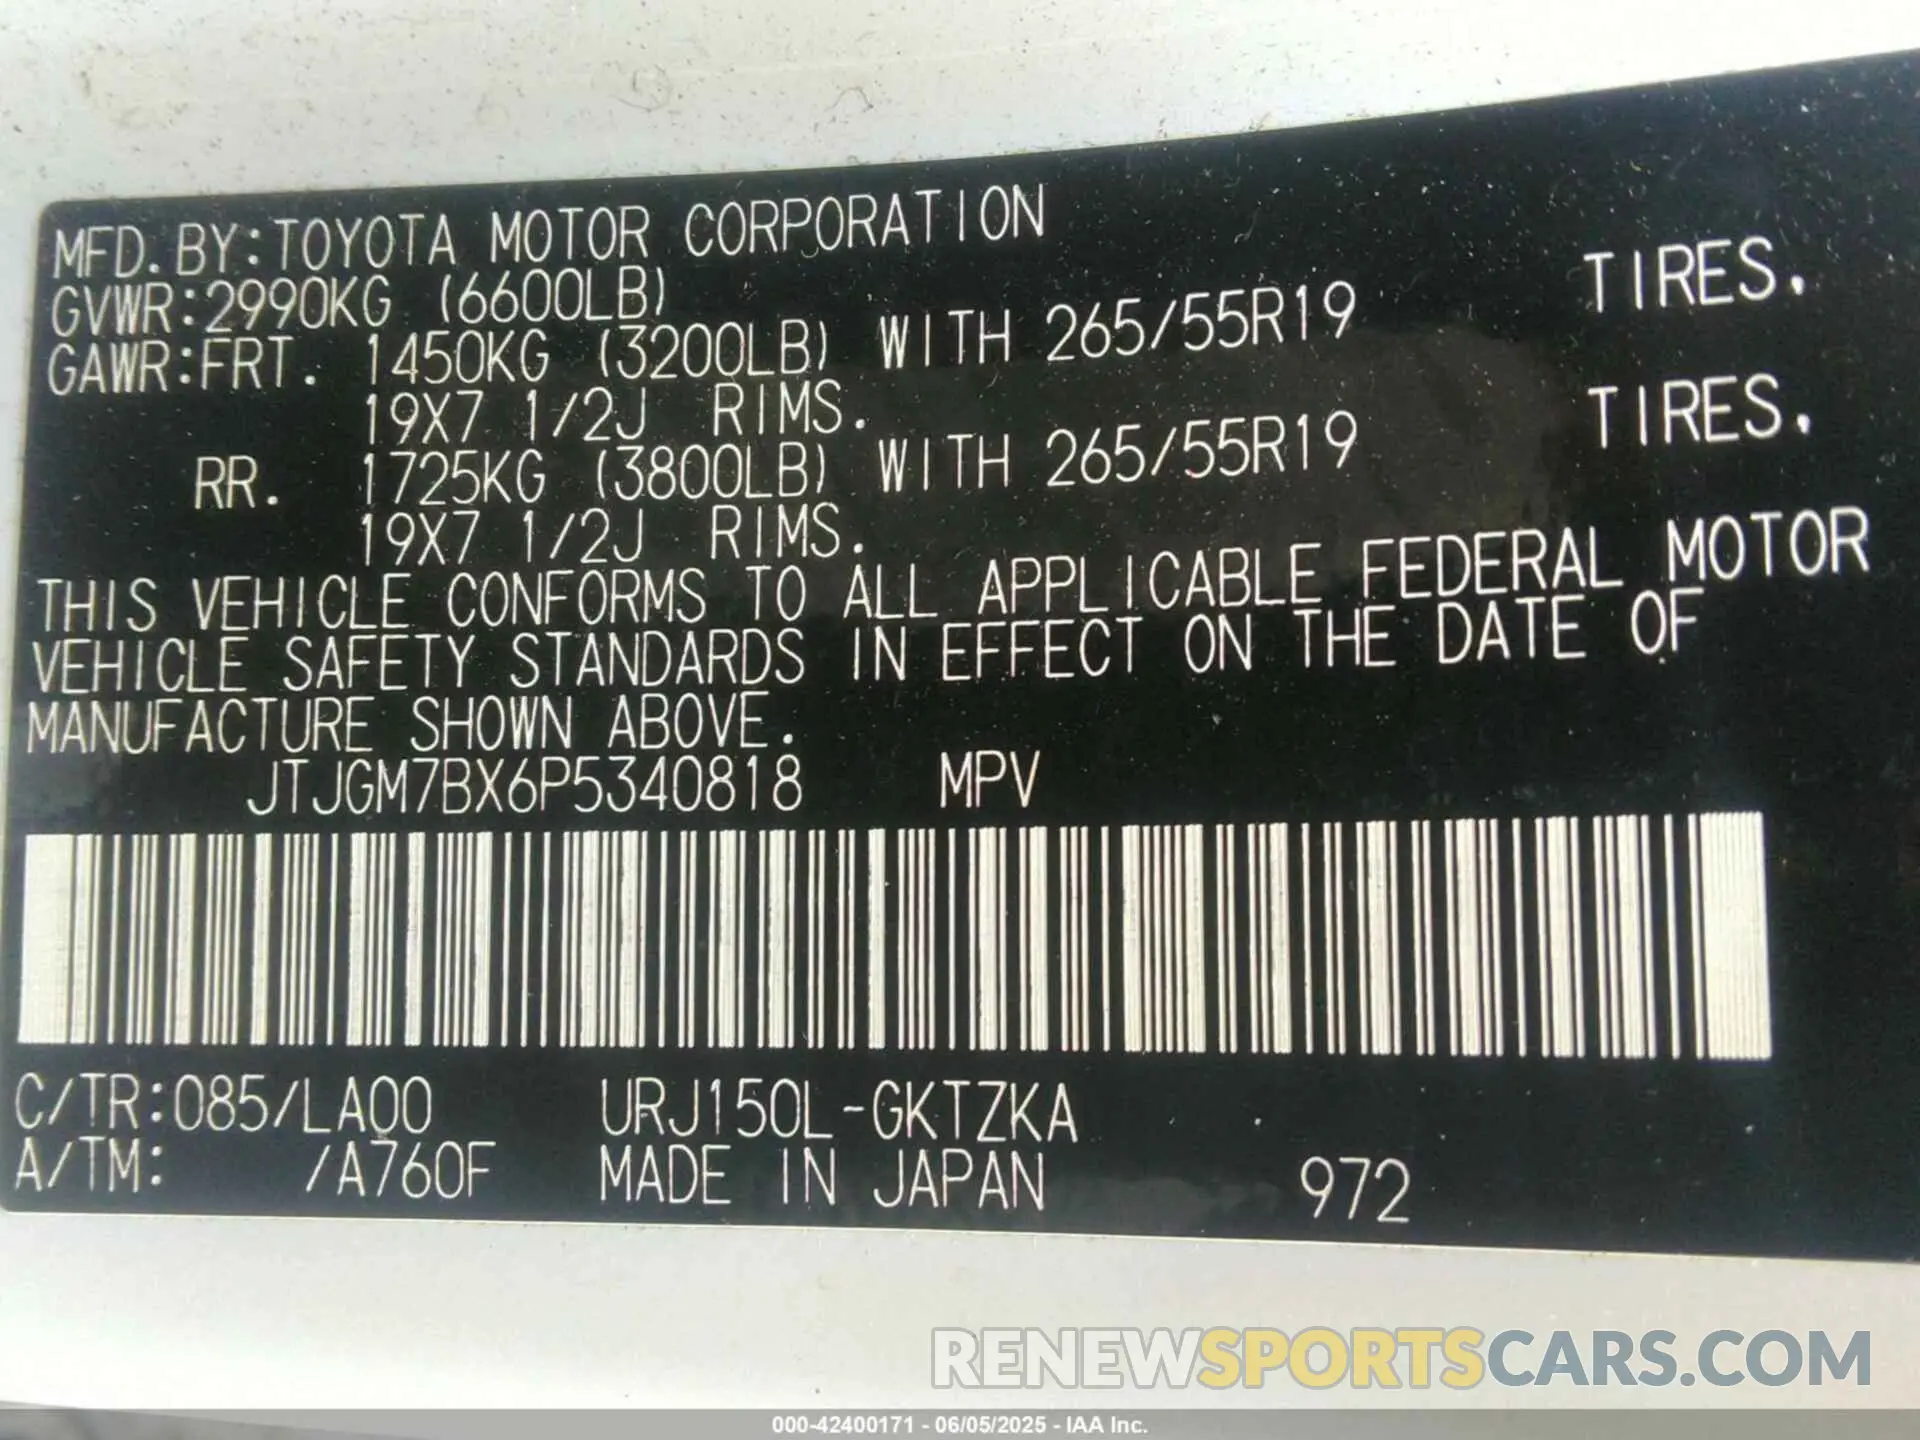 MFD.BY:TOYOTA MOTOR CORPORATION
GVWR:2990KG (6600LB)
GAWR:FRT. 1450KG (3200LB) WITH 265/55R19 TIRES,
19X7 1/2J RIMS.
RR. 1725KG (3800LB) WITH 265/55R19 TIRES,
19X7 1/2J RIMS.
THIS VEHICLE CONFORMS TO ALL APPLICABLE FEDERAL MOTOR
VEHICLE SAFETY STANDARDS IN EFFECT ON THE DATE OF
MANUFACTURE SHOWN ABOVE.
JTJGM7BX6P5340818 MPV
C/TR:085/LA00 URJ150L-GKTZKA
A/TM: /A760F MADE IN JAPAN 972
RENEWSPORTSCARS.COM
000-42400171 - 06/05/2025 - IAA Inc.